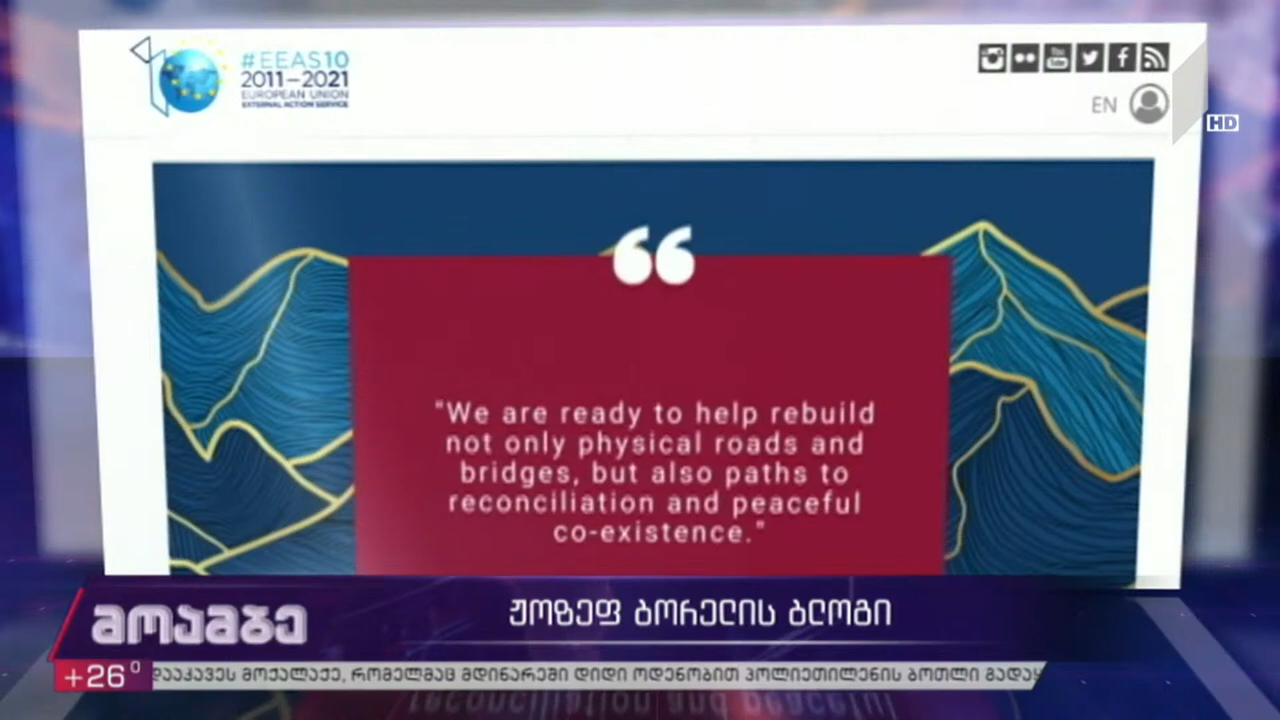 #EEAS10
2011–2021
EUROPEAN UNION
EXTERNAL ACTION SERVICE
EN
HD
"We are ready to help rebuild
not only physical roads and
bridges, but also paths to
reconciliation and peaceful
co-existence."
მოამბე
ჟოზეფ ბორელის ბლოგი
+26°
დააკავეს მოქალაქე, რომელმაც მდინარეში დიდი ოდენობით პოლიეთილენის ბოთლი